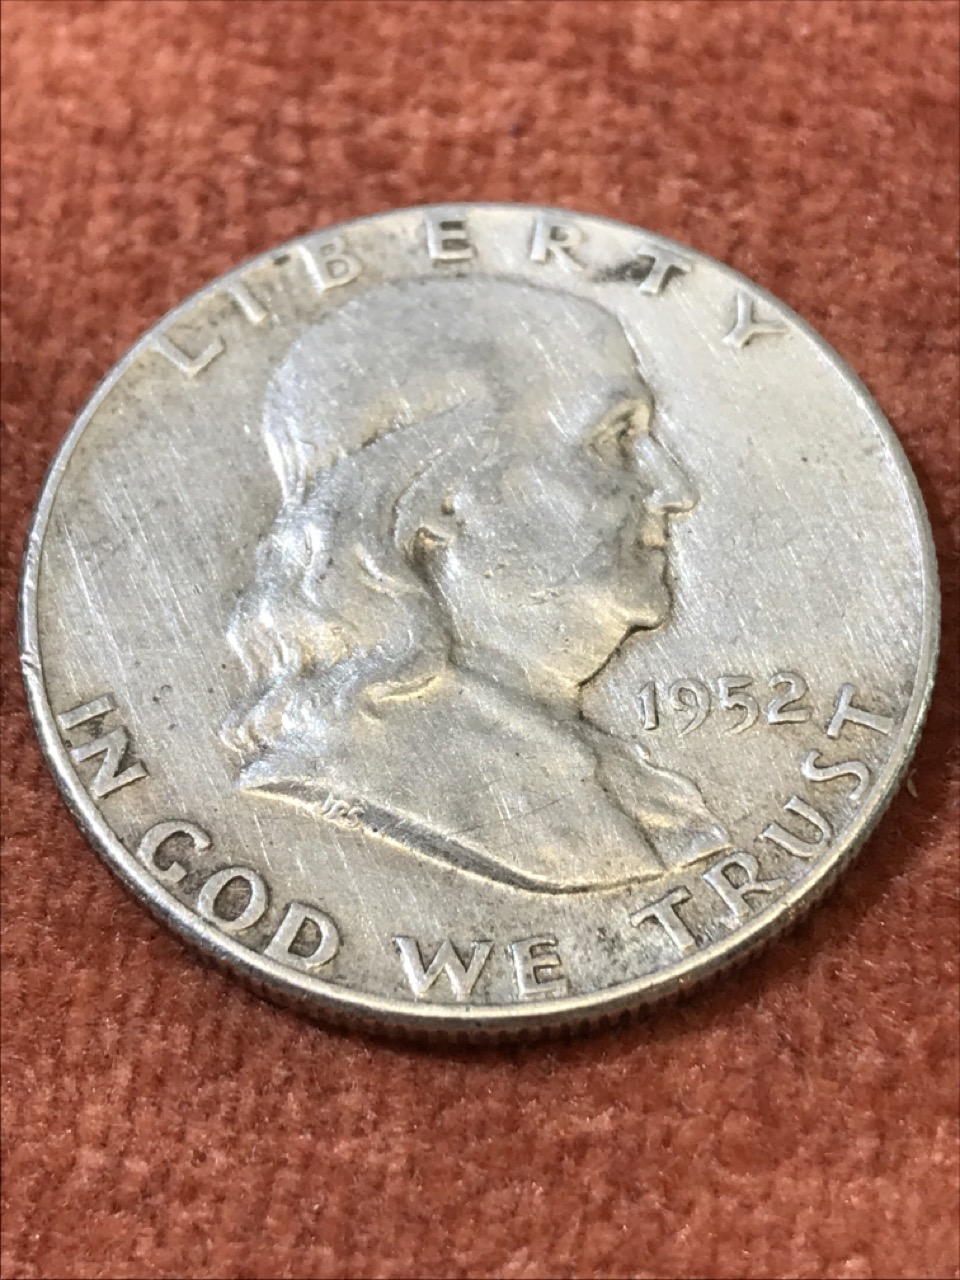 LIBERTY
1952
JRS
IN GOD WE TRUST